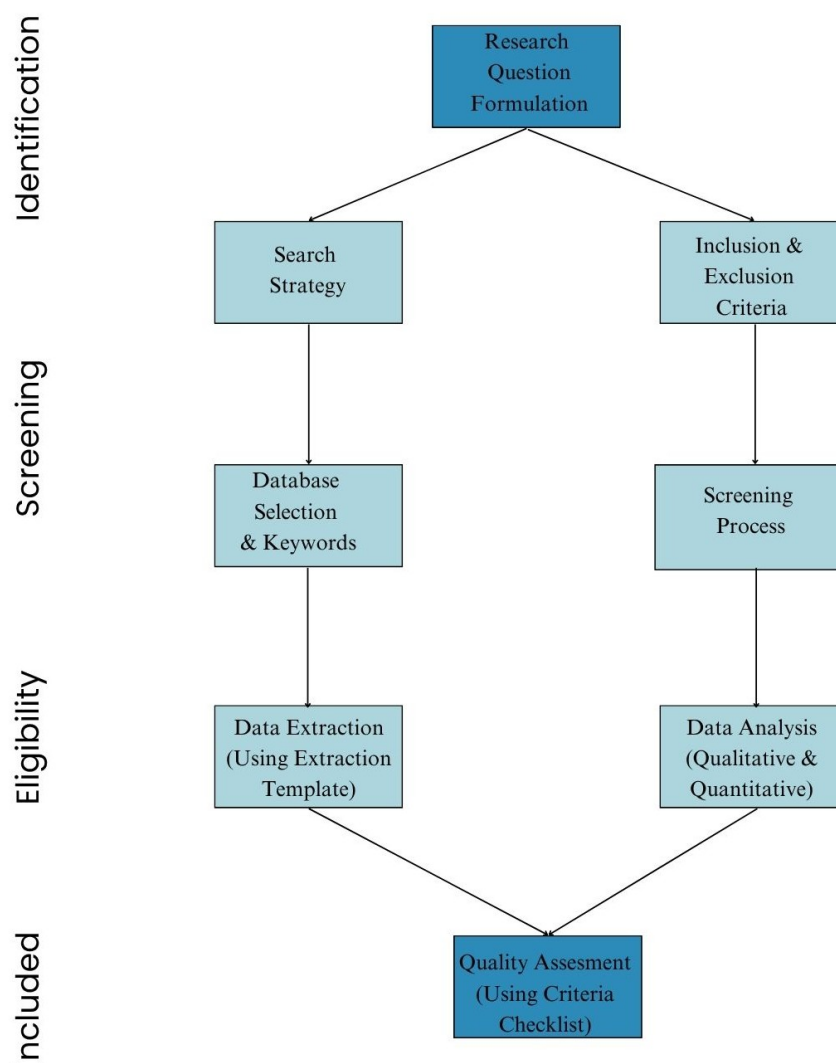 Identification
Research
Question
Formulation
Search
Strategy
Inclusion &
Exclusion
Criteria
Screening
Database
Selection
& Keywords
Screening
Process
Eligibility
Data Extraction
(Using Extraction
Template)
Data Analysis
(Qualitative &
Quantitative)
ncluded
Quality Assesment
(Using Criteria
Checklist)